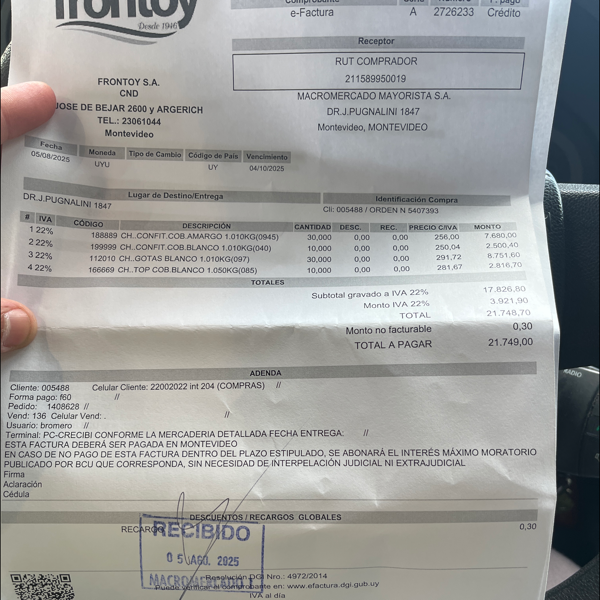 frontoy
Desde 1946
Comprobante
e-Factura A 2726233 Crédito
Receptor
RUT COMPRADOR
211589950019
MACROMERCADO MAYORISTA S.A.
DR.J.PUGNALINI 1847
Montevideo, MONTEVIDEO
FRONTOY S.A.
CND
JOSE DE BEJAR 2600 y ARGERICH
TEL.: 23061044
Montevideo
Fecha Moneda Tipo de Cambio Código de País Vencimiento
05/08/2025 UYU UY 04/10/2025
Lugar de Destino/Entrega Identificación Compra
DR.J.PUGNALINI 1847 Cli: 005488 / ORDEN N 5407393
# IVA CÓDIGO DESCRIPCIÓN CANTIDAD DESC. REC. PRECIO C/IVA MONTO
1 22% 188889 CH..CONFIT.COB.AMARGO 1.010KG(0945) 30,000 0,00 0,00 256,00 7.680,00
2 22% 199999 CH..CONFIT.COB.BLANCO 1.010KG(040) 10,000 0,00 0,00 250,04 2.500,40
3 22% 112010 CH..GOTAS BLANCO 1.010KG(097) 30,000 0,00 0,00 291,72 8.751,60
4 22% 166669 CH..TOP COB.BLANCO 1.050KG(085) 10,000 0,00 0,00 281,67 2.816,70
TOTALES
Subtotal gravado a IVA 22% 17.826,80
Monto IVA 22% 3.921,90
TOTAL 21.748,70
Monto no facturable 0,30
TOTAL A PAGAR 21.749,00
ADENDA
Cliente: 005488 Celular Cliente: 22002022 int 204 (COMPRAS) //
Forma pago: f60 //
Pedido: 1408628 //
Vend: 136 Celular Vend: . //
Usuario: bromero //
Terminal: PC-CRECIBI CONFORME LA MERCADERIA DETALLADA FECHA ENTREGA: //
ESTA FACTURA DEBERÁ SER PAGADA EN MONTEVIDEO
EN CASO DE NO PAGO DE ESTA FACTURA DENTRO DEL PLAZO ESTIPULADO, SE ABONARÁ EL INTERÉS MÁXIMO MORATORIO
PUBLICADO POR BCU QUE CORRESPONDA, SIN NECESIDAD DE INTERPELACIÓN JUDICIAL NI EXTRAJUDICIAL
Firma
Aclaración
Cédula
DESCUENTOS / RECARGOS GLOBALES
RECARGO 0,30
RECIBIDO
05 AGO. 2025
MACROMERCADO
Resolución DGI Nro.: 4972/2014
Puede verificar el comprobante en: www.efactura.dgi.gub.uy
IVA al día
RADIO